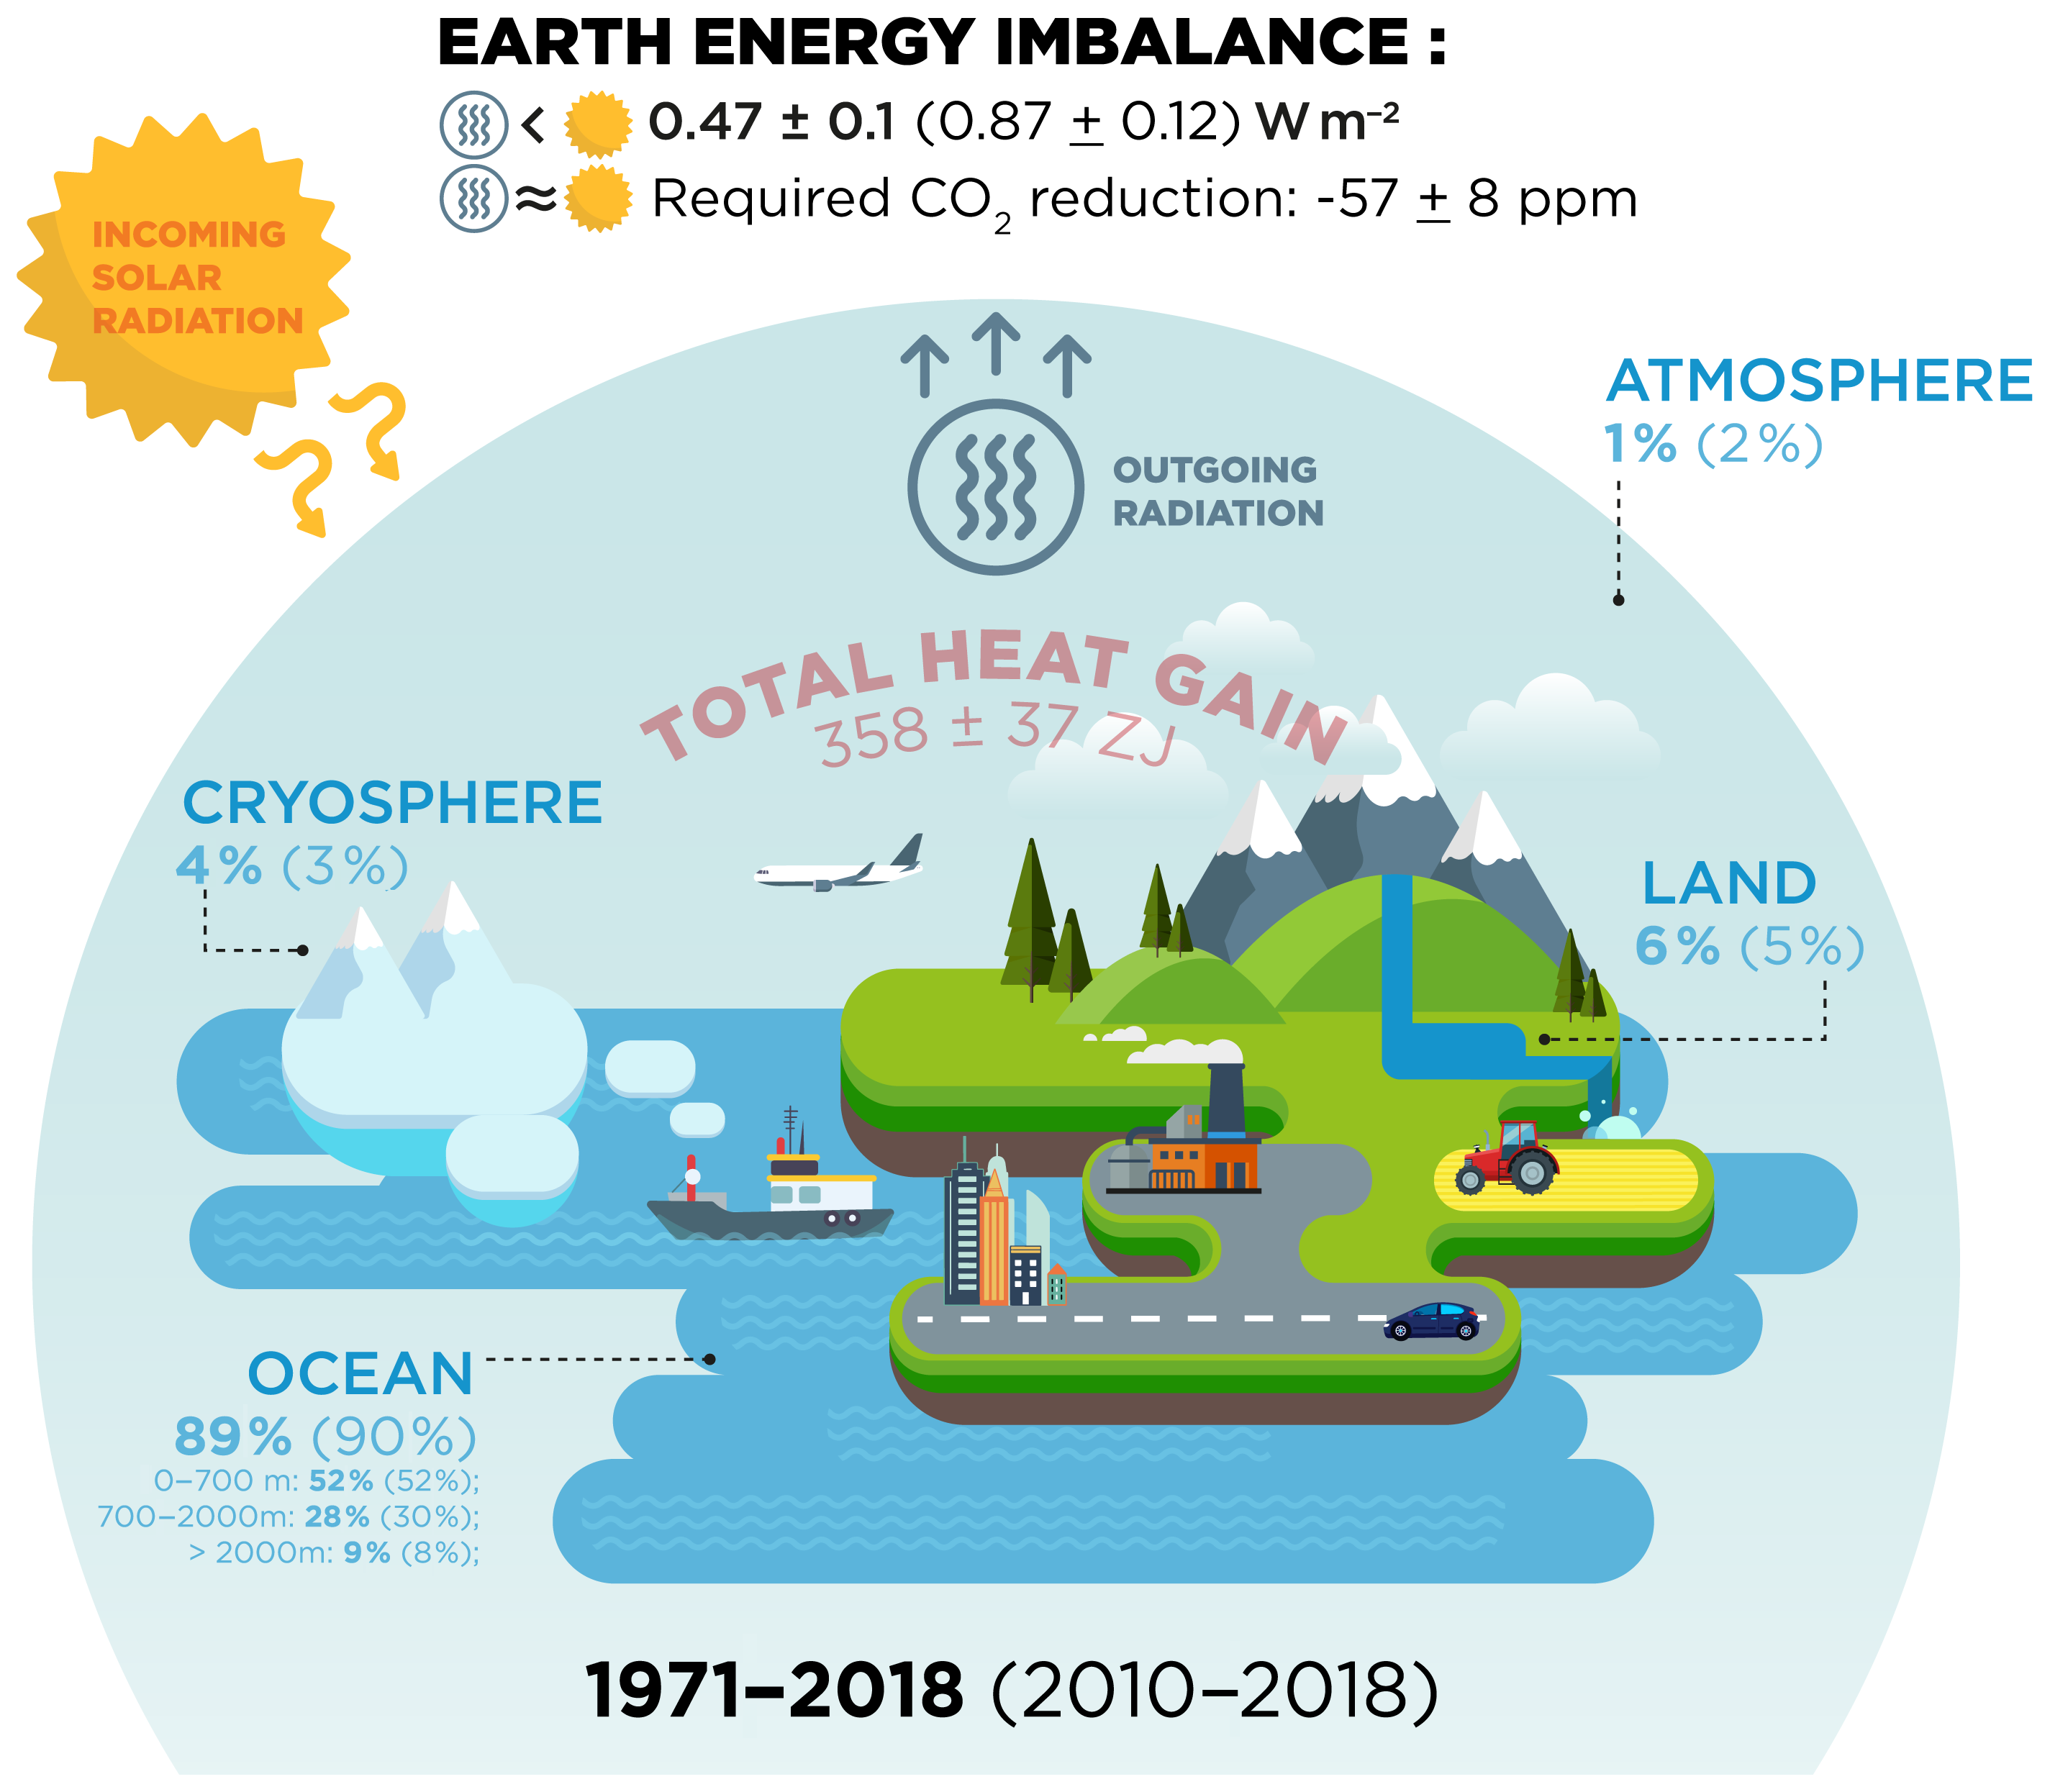 EARTH ENERGY IMBALANCE :
< 0.47 ± 0.1 (0.87 ± 0.12) W m⁻²
≈ Required CO₂ reduction: -57 ± 8 ppm
INCOMING
SOLAR
RADIATION
OUTGOING
RADIATION
ATMOSPHERE
1% (2%)
TOTAL HEAT GAIN
358 ± 37 ZJ
CRYOSPHERE
4% (3%)
LAND
6% (5%)
OCEAN
89% (90%)
0–700 m: 52% (52%);
700–2000m: 28% (30%);
> 2000m: 9% (8%);
1971–2018 (2010–2018)